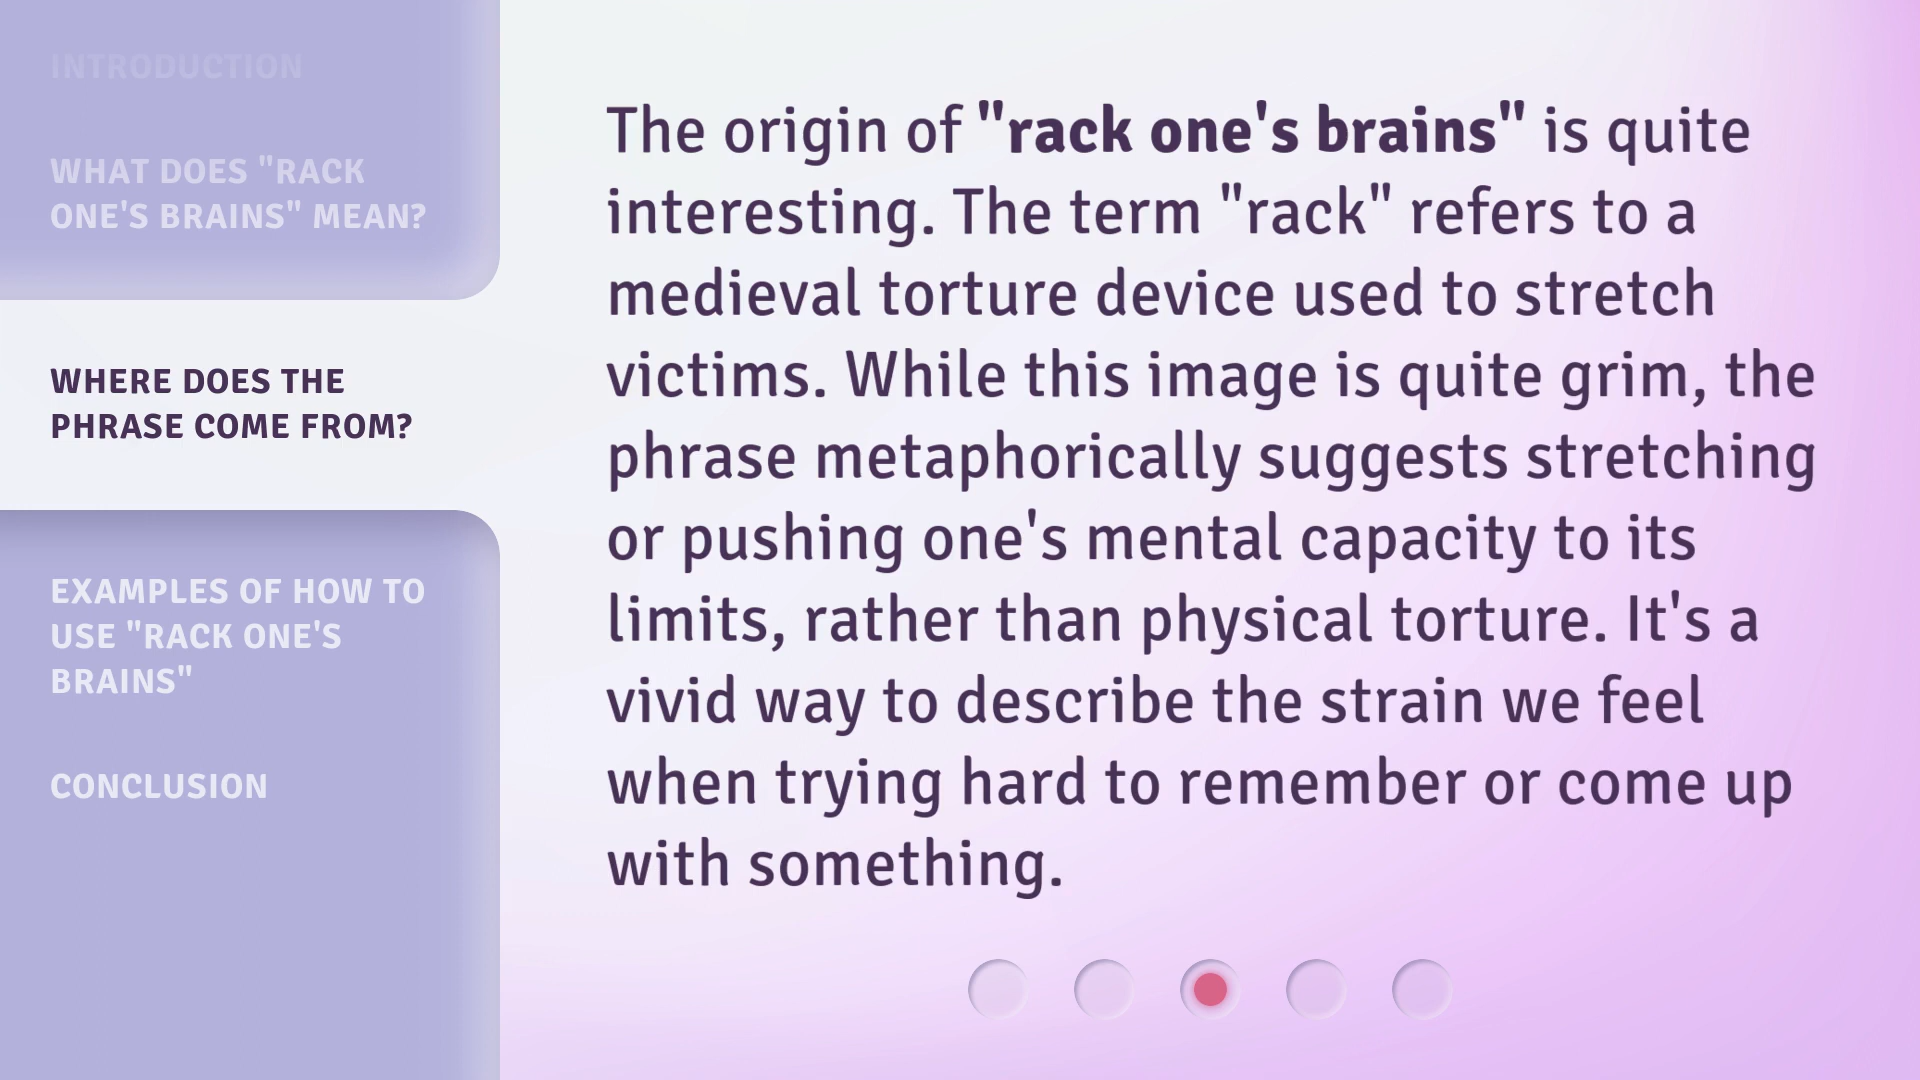 INTRODUCTION
WHAT DOES "RACK
ONE'S BRAINS" MEAN?
WHERE DOES THE
PHRASE COME FROM?
EXAMPLES OF HOW TO
USE "RACK ONE'S
BRAINS"
CONCLUSION
The origin of "rack one's brains" is quite
interesting. The term "rack" refers to a
medieval torture device used to stretch
victims. While this image is quite grim, the
phrase metaphorically suggests stretching
or pushing one's mental capacity to its
limits, rather than physical torture. It's a
vivid way to describe the strain we feel
when trying hard to remember or come up
with something.